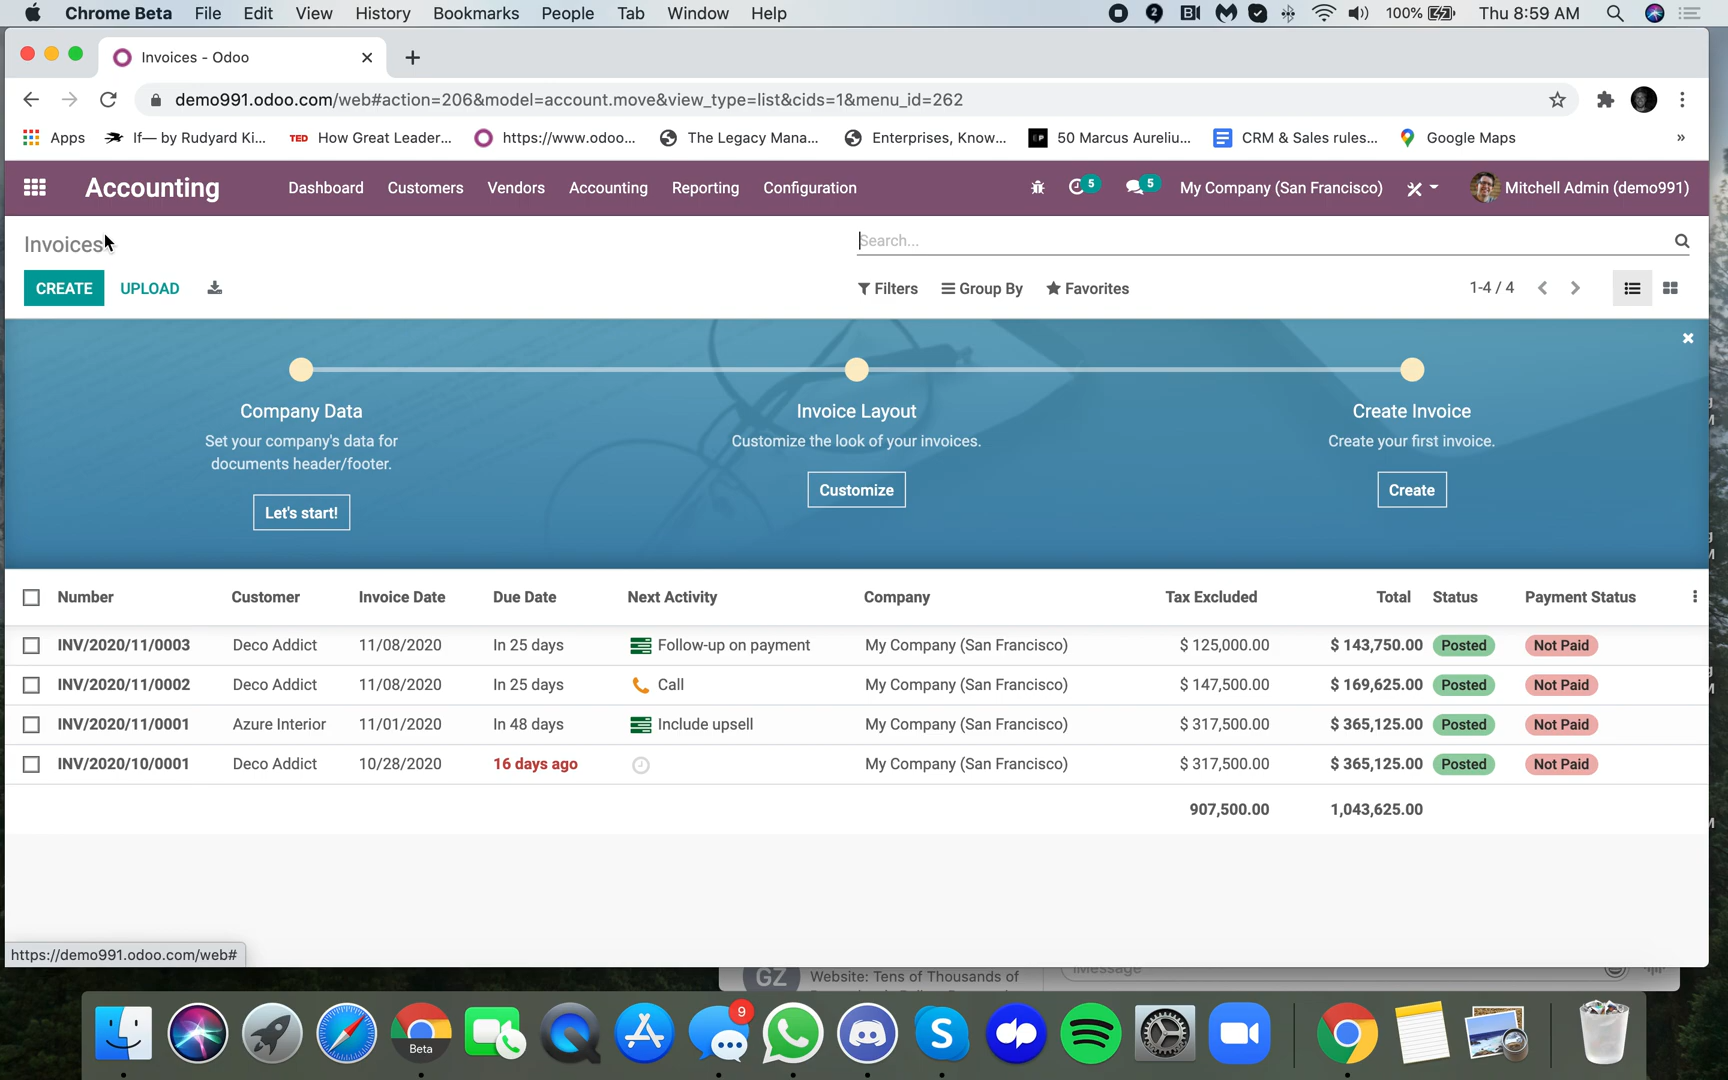 Chrome Beta File Edit View History Bookmarks People Tab Window Help 2 100% Thu 8:59 AM
Invoices - Odoo
demo991.odoo.com/web#action=206&model=account.move&view_type=list&cids=1&menu_id=262
Apps If— by Rudyard Ki... TED How Great Leader... https://www.odoo... The Legacy Mana... Enterprises, Know... 50 Marcus Aureliu... CRM & Sales rules... Google Maps »
Accounting Dashboard Customers Vendors Accounting Reporting Configuration 5 5 My Company (San Francisco) Mitchell Admin (demo991)
Invoices Search...
CREATE UPLOAD Filters Group By Favorites 1-4 / 4
Company Data Invoice Layout Create Invoice
Set your company's data for Customize the look of your invoices. Create your first invoice.
documents header/footer.
Customize Create
Let's start!
Number Customer Invoice Date Due Date Next Activity Company Tax Excluded Total Status Payment Status
INV/2020/11/0003 Deco Addict 11/08/2020 In 25 days Follow-up on payment My Company (San Francisco) $ 125,000.00 $ 143,750.00 Posted Not Paid
INV/2020/11/0002 Deco Addict 11/08/2020 In 25 days Call My Company (San Francisco) $ 147,500.00 $ 169,625.00 Posted Not Paid
INV/2020/11/0001 Azure Interior 11/01/2020 In 48 days Include upsell My Company (San Francisco) $ 317,500.00 $ 365,125.00 Posted Not Paid
INV/2020/10/0001 Deco Addict 10/28/2020 16 days ago My Company (San Francisco) $ 317,500.00 $ 365,125.00 Posted Not Paid
907,500.00 1,043,625.00
https://demo991.odoo.com/web#
GZ Website: Tens of Thousands of iMessage
9
Beta